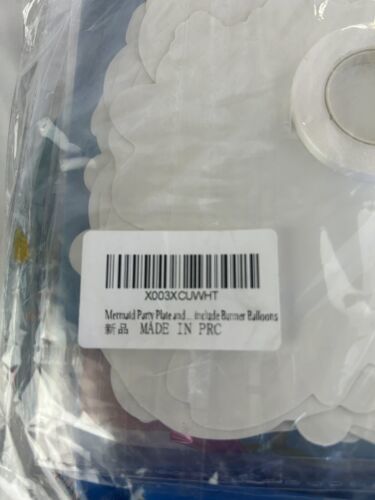 X003XCUWHT
Mermaid Party Plate and... include Banner Balloons
新品 MADE IN PRC